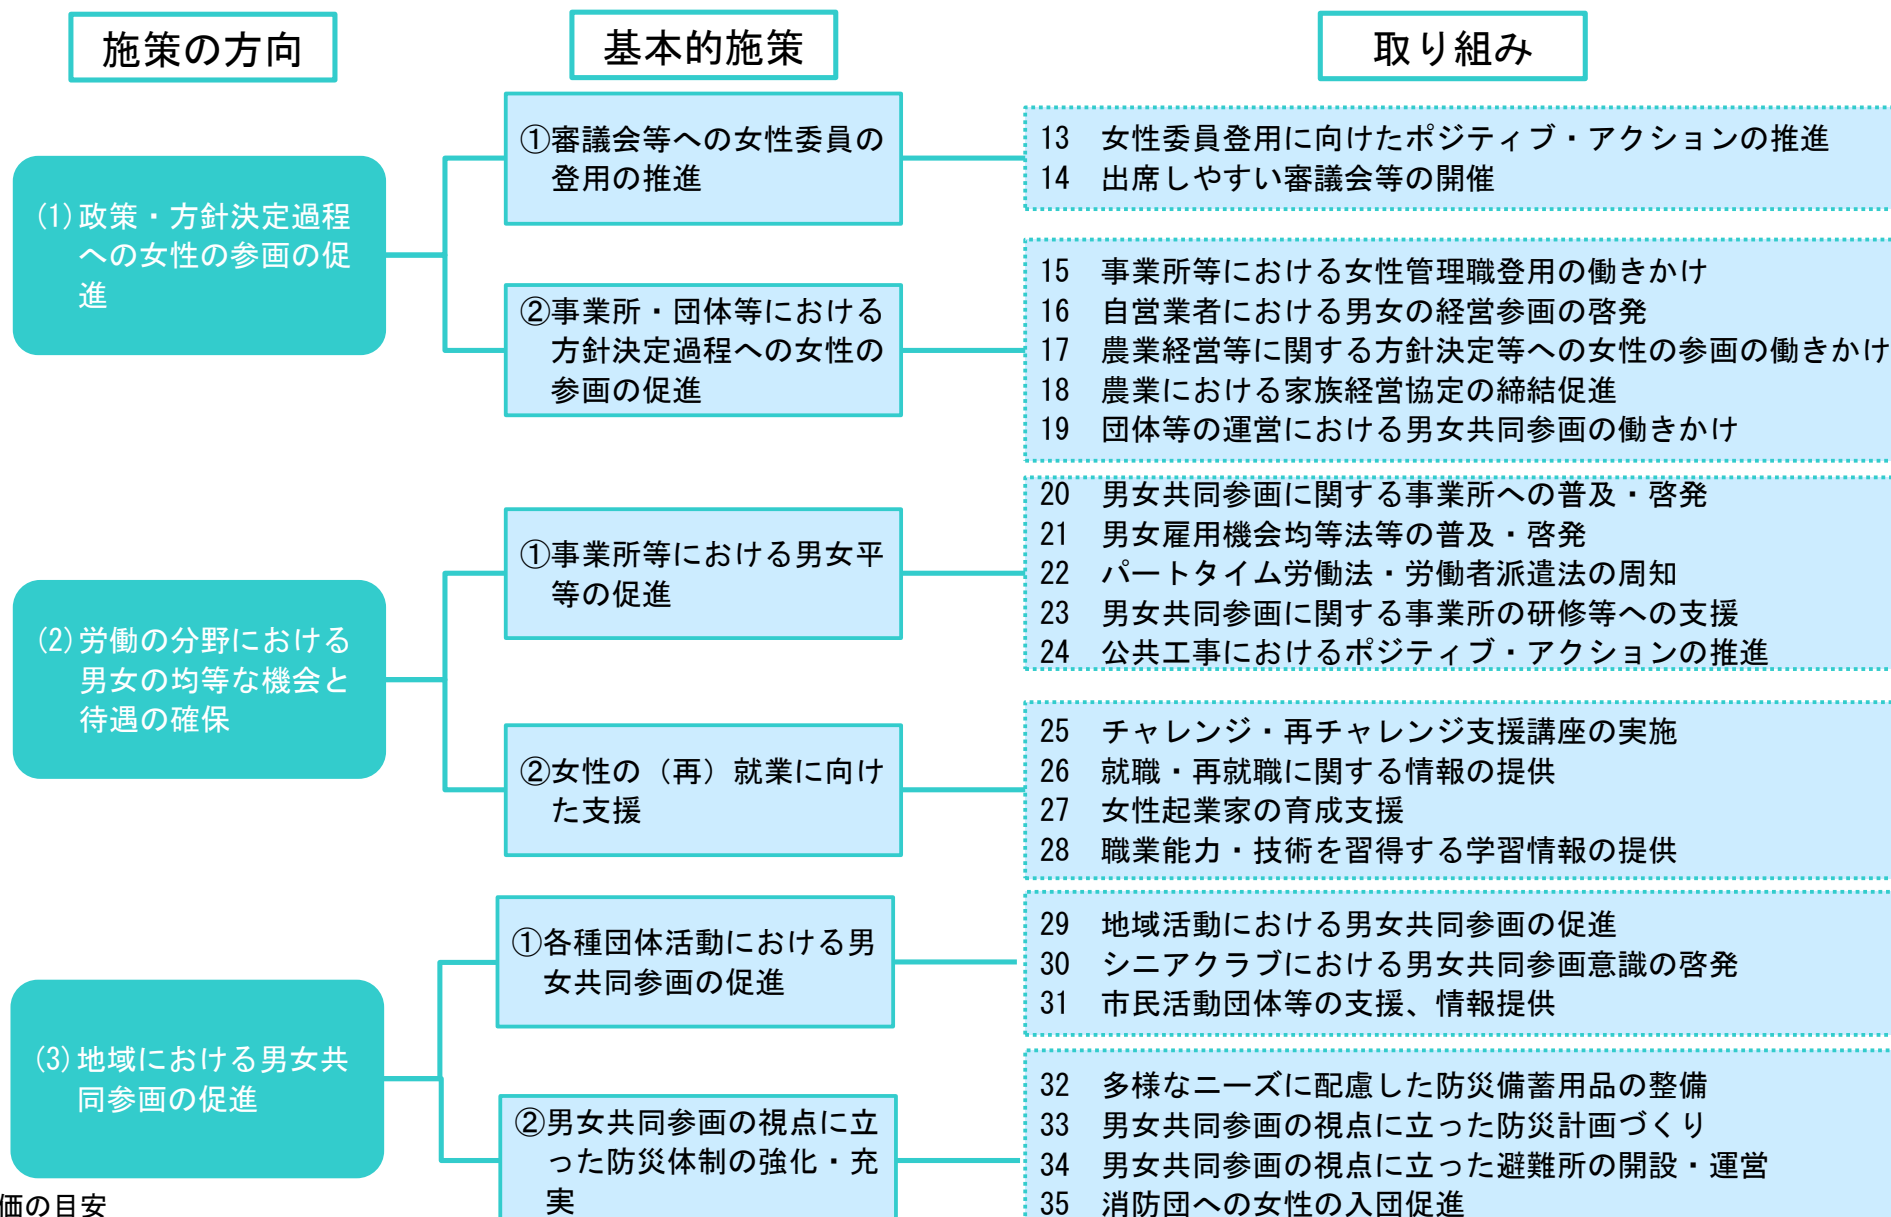 施策の方向
基本的施策
取り組み
(1)政策・方針決定過程
への女性の参画の促
進
①審議会等への女性委員の
登用の推進
13 女性委員登用に向けたポジティブ・アクションの推進
14 出席しやすい審議会等の開催
②事業所・団体等における
方針決定過程への女性の
参画の促進
15 事業所等における女性管理職登用の働きかけ
16 自営業者における男女の経営参画の啓発
17 農業経営等に関する方針決定等への女性の参画の働きかけ
18 農業における家族経営協定の締結促進
19 団体等の運営における男女共同参画の働きかけ
(2)労働の分野における
男女の均等な機会と
待遇の確保
①事業所等における男女平
等の促進
20 男女共同参画に関する事業所への普及・啓発
21 男女雇用機会均等法等の普及・啓発
22 パートタイム労働法・労働者派遣法の周知
23 男女共同参画に関する事業所の研修等への支援
24 公共工事におけるポジティブ・アクションの推進
②女性の（再）就業に向け
た支援
25 チャレンジ・再チャレンジ支援講座の実施
26 就職・再就職に関する情報の提供
27 女性起業家の育成支援
28 職業能力・技術を習得する学習情報の提供
(3)地域における男女共
同参画の促進
①各種団体活動における男
女共同参画の促進
29 地域活動における男女共同参画の促進
30 シニアクラブにおける男女共同参画意識の啓発
31 市民活動団体等の支援、情報提供
②男女共同参画の視点に立
った防災体制の強化・充
実
32 多様なニーズに配慮した防災備蓄用品の整備
33 男女共同参画の視点に立った防災計画づくり
34 男女共同参画の視点に立った避難所の開設・運営
35 消防団への女性の入団促進
価の目安